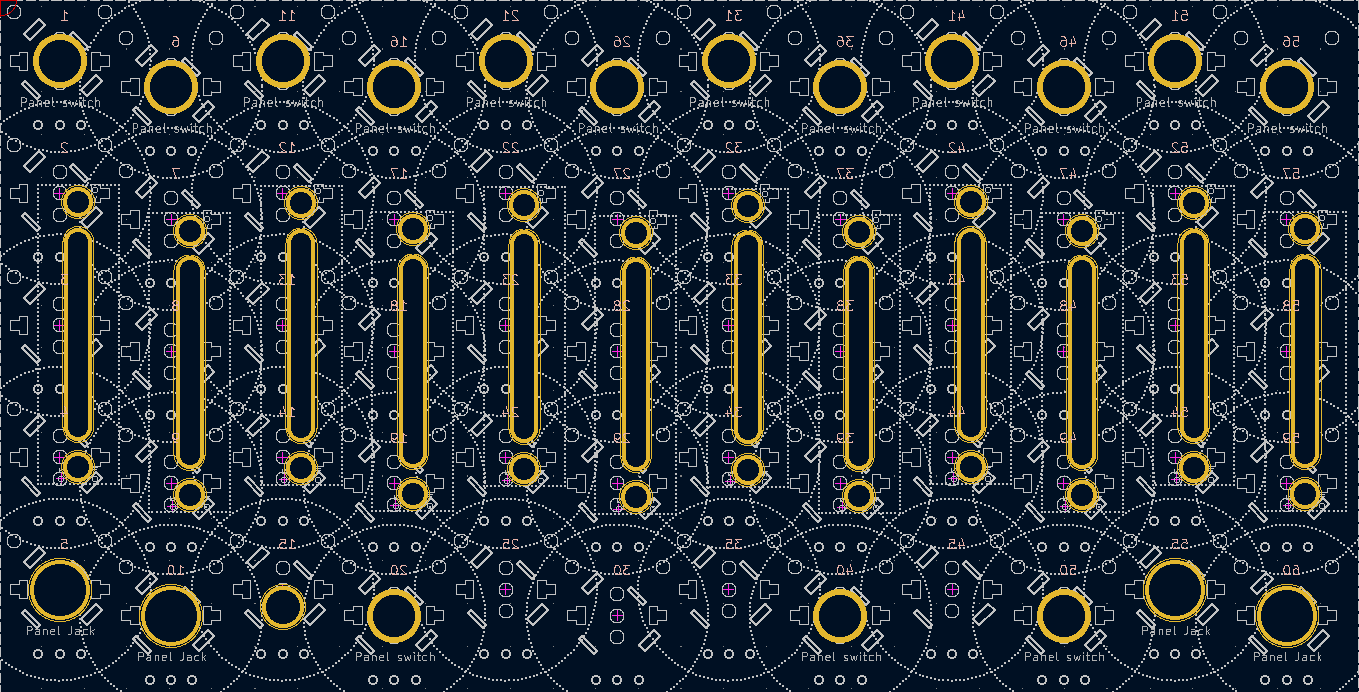 1 11 21 31 41 51
6 16 26 36 46 56
Panel switch Panel switch Panel switch Panel switch Panel switch Panel switch
Panel switch Panel switch Panel switch Panel switch Panel switch Panel switch
2 12 22 32 42 52
7 17 27 37 47 57
3 13 23 33 43 53
8 18 28 38 48 58
14 24 34 44 54
9 19 29 39 49 59
5 15 25 35 45 55
10 20 30 40 50 60
Panel Jack Panel Jack
Panel Jack Panel switch Panel switch Panel switch Panel Jack